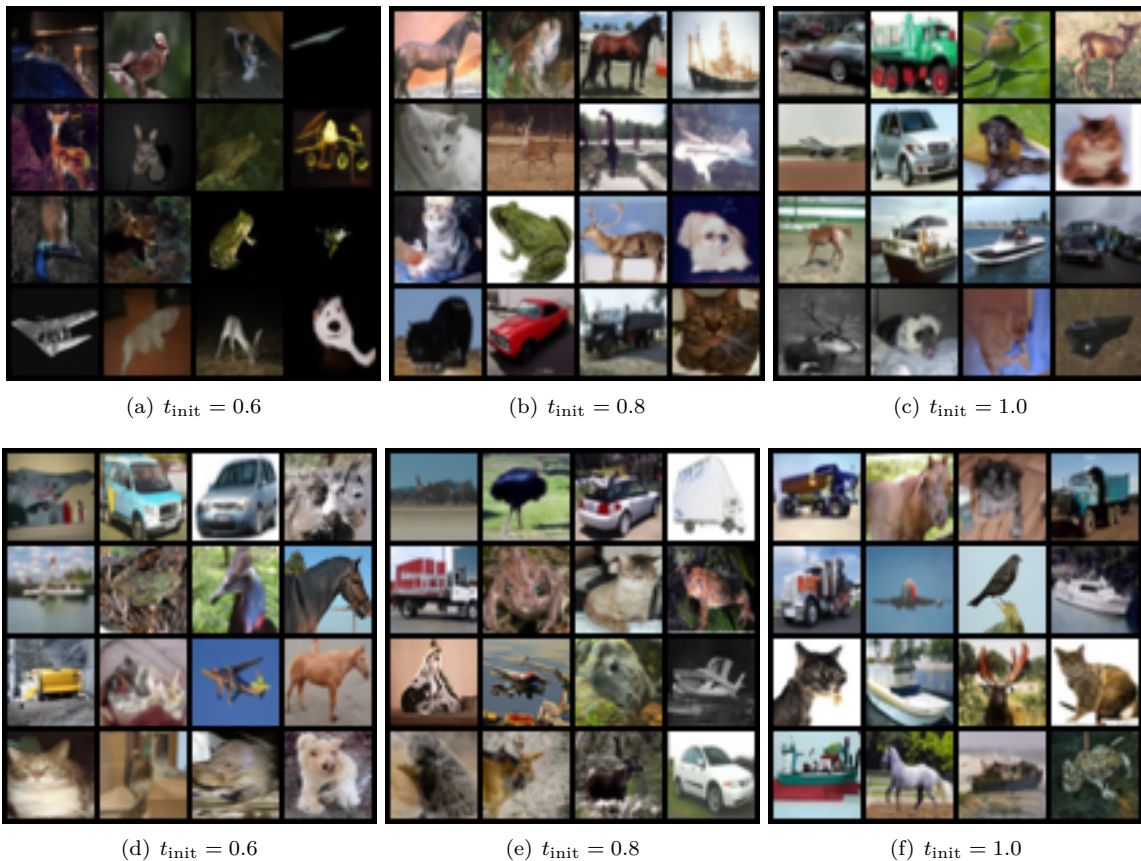 (a) t_init = 0.6
(b) t_init = 0.8
(c) t_init = 1.0
(d) t_init = 0.6
(e) t_init = 0.8
(f) t_init = 1.0